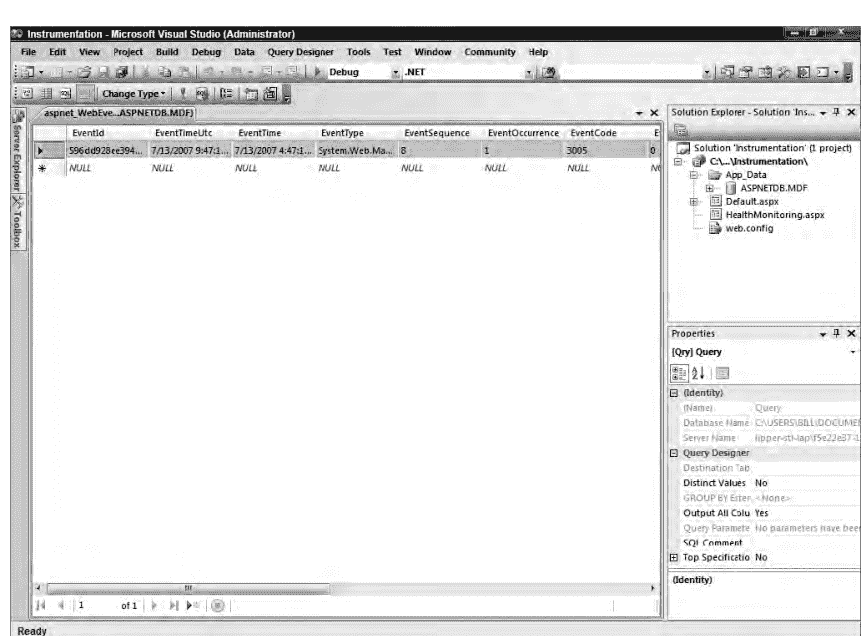 Instrumentation - Microsoft Visual Studio (Administrator)
File Edit View Project Build Debug Data Query Designer Tools Test Window Community Help
Debug .NET
Change Type
aspnet_WebEve...ASPNETDB.MDF)
EventId EventTimeUtc EventTime EventType EventSequence EventOccurrence EventCode E
596dd928ee394... 7/13/2007 9:47:1... 7/13/2007 4:47:1... System.Web.Ma... 8 1 3005 0
NULL NULL NULL NULL NULL NULL NULL
Server Explorer
Toolbox
Solution Explorer - Solution 'Ins...
Solution 'Instrumentation' (1 project)
C:\...\Instrumentation\
App_Data
ASPNETDB.MDF
Default.aspx
HealthMonitoring.aspx
web.config
Properties
[Qry] Query
(Identity)
(Name) Query
Database Name C:\USERS\BILL\DOCUME
Server Name
Query Designer
Destination Tab
Distinct Values No
GROUP BY Exten <None>
Output All Colu Yes
Query Paramete No parameters have been
SQL Comment
Top Specificatio No
(Identity)
1 of 1
Ready